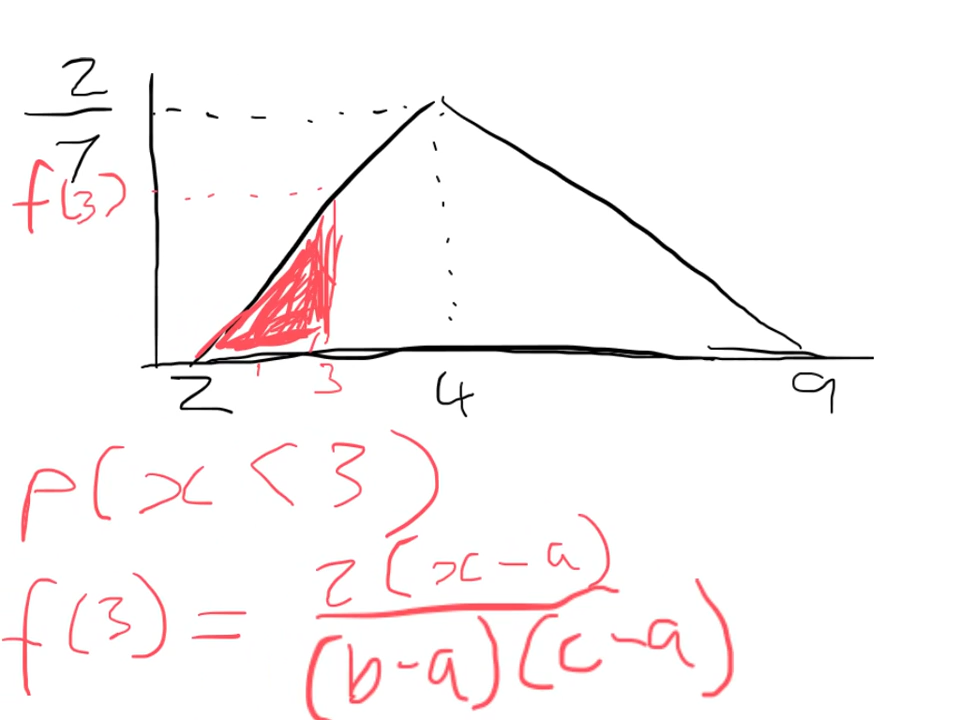 2
7
f(3)
2 3 4 9
P(x < 3)
f(3) = 2(x-a)
(b-a)(c-a)